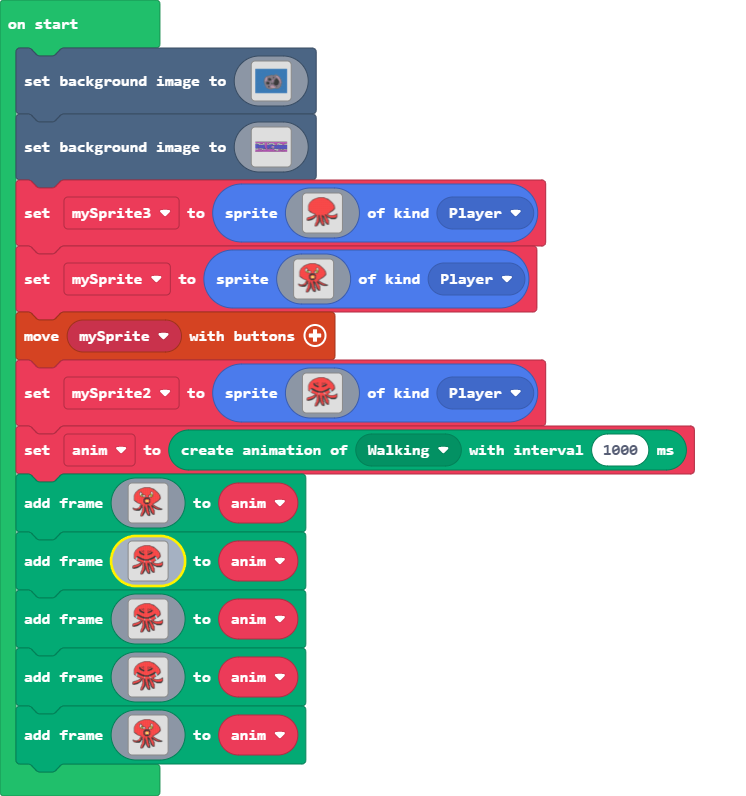 on start
set background image to
set background image to
set mySprite3 to sprite of kind Player
set mySprite to sprite of kind Player
move mySprite with buttons
set mySprite2 to sprite of kind Player
set anim to create animation of Walking with interval 1000 ms
add frame to anim
add frame to anim
add frame to anim
add frame to anim
add frame to anim